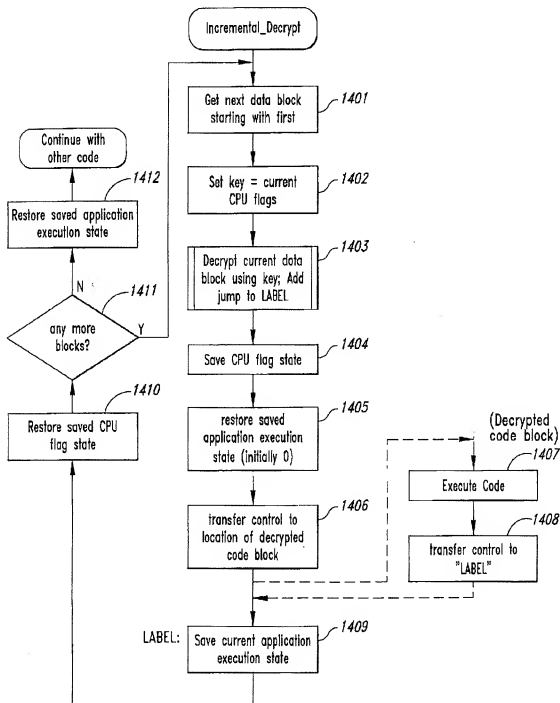 Incremental_Decrypt
Get next data block
starting with first
1401
Set key = current
CPU flags
1402
Decrypt current data
block using key; Add
jump to LABEL
1403
Save CPU flag state
1404
restore saved
application execution
state (initially 0)
1405
transfer control to
location of decrypted
code block
1406
(Decrypted
code block)
1407
Execute Code
1408
transfer control to
"LABEL"
LABEL:
Save current application
execution state
1409
1410
Restore saved CPU
flag state
1411
any more
blocks?
Y
N
1412
Restore saved application
execution state
Continue with
other code